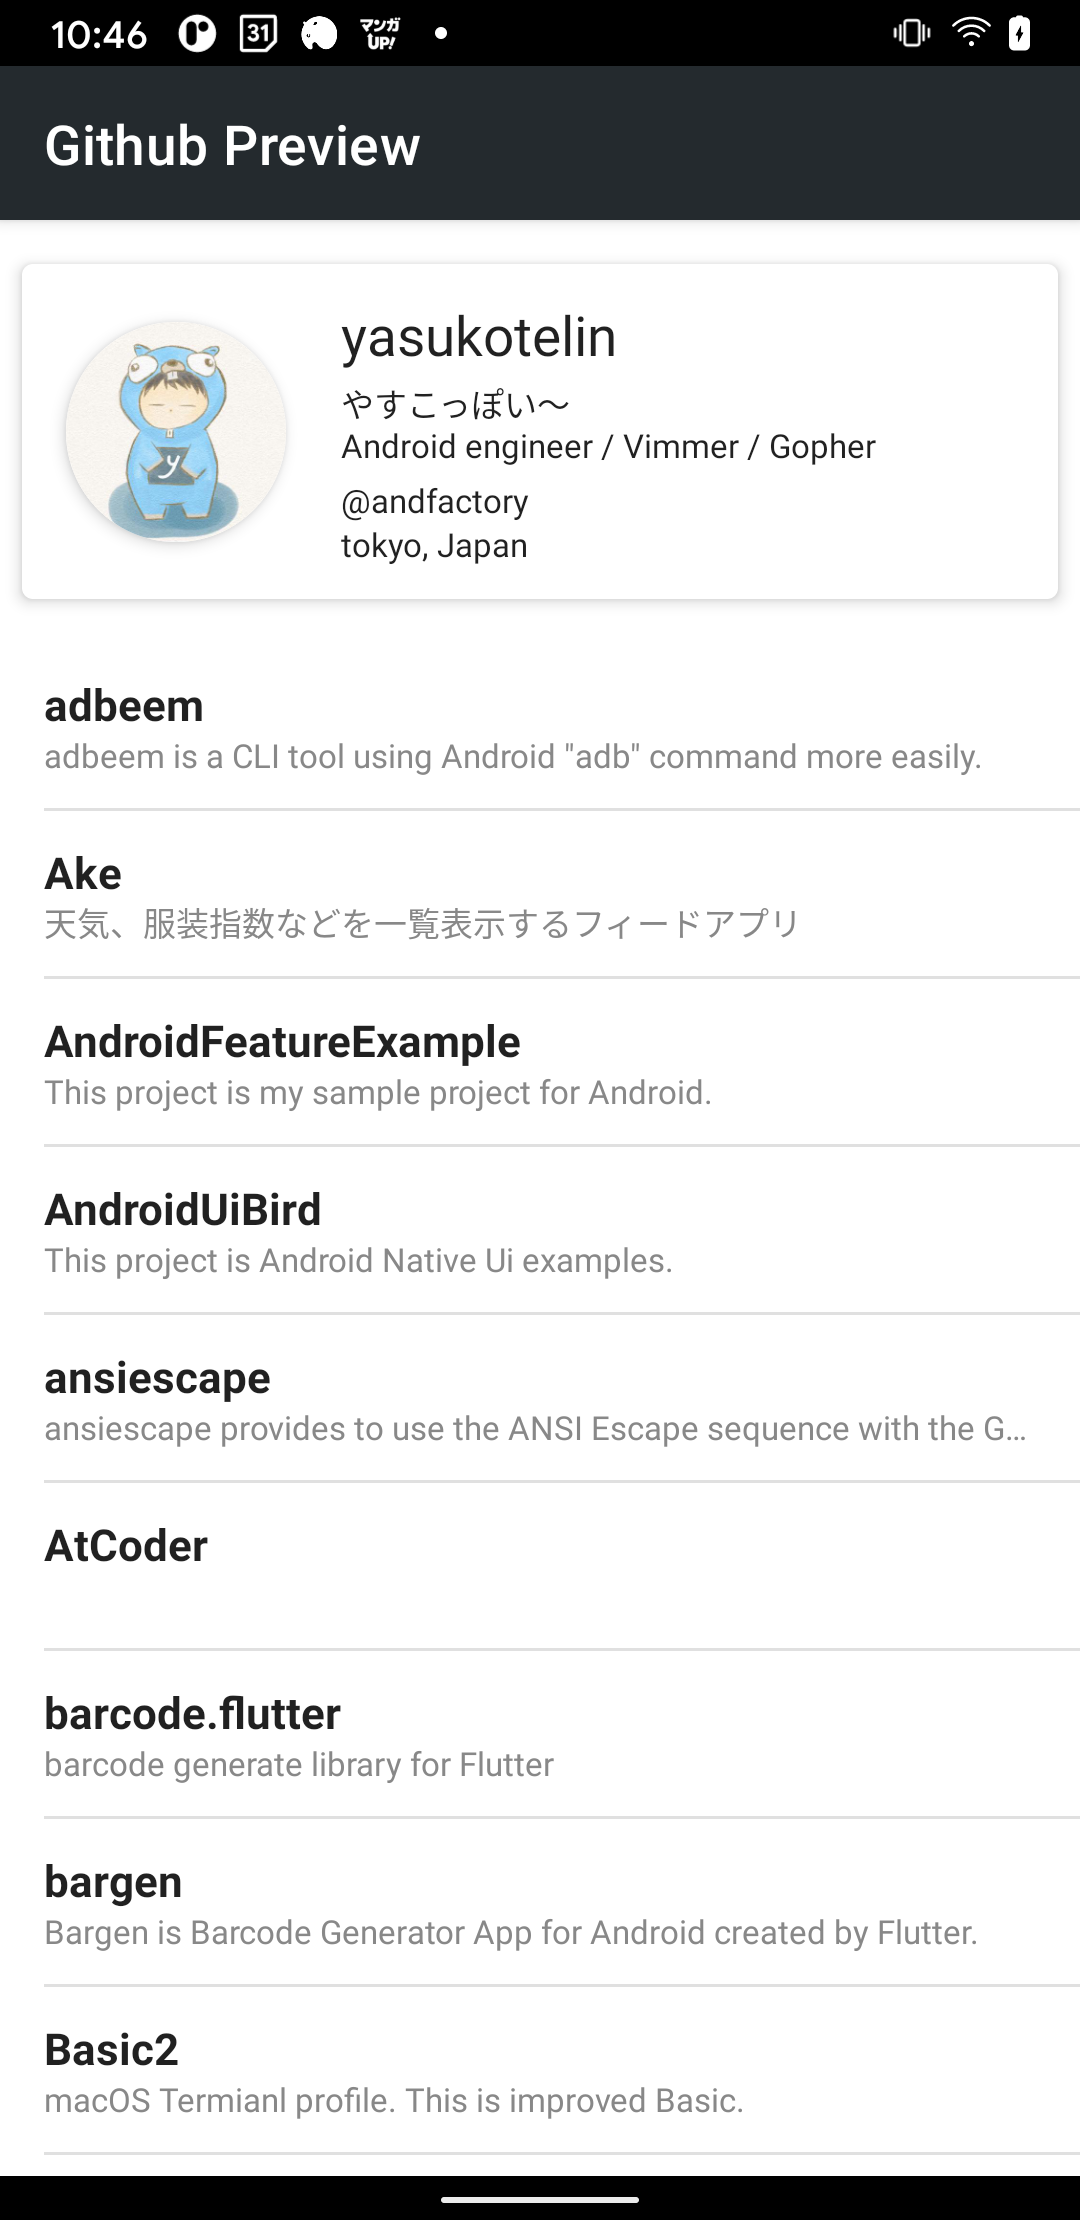 10:46
31
マンガ
UP!
Github Preview
yasukotelin
やすこっぽい〜
Android engineer / Vimmer / Gopher
@andfactory
tokyo, Japan
y
adbeem
adbeem is a CLI tool using Android "adb" command more easily.
Ake
天気、服装指数などを一覧表示するフィードアプリ
AndroidFeatureExample
This project is my sample project for Android.
AndroidUiBird
This project is Android Native Ui examples.
ansiescape
ansiescape provides to use the ANSI Escape sequence with the G…
AtCoder
barcode.flutter
barcode generate library for Flutter
bargen
Bargen is Barcode Generator App for Android created by Flutter.
Basic2
macOS Termianl profile. This is improved Basic.